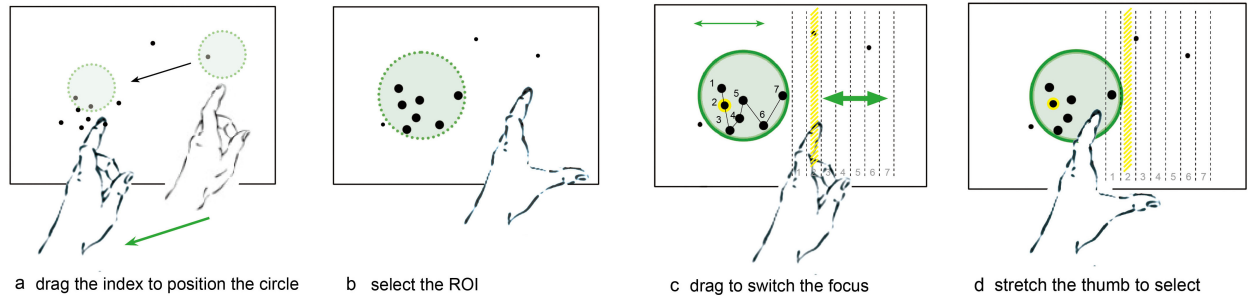 1
2
3
4
5
6
7
1 2 3 4 5 6 7
1 2 3 4 5 6 7
a drag the index to position the circle
b select the ROI
c drag to switch the focus
d stretch the thumb to select